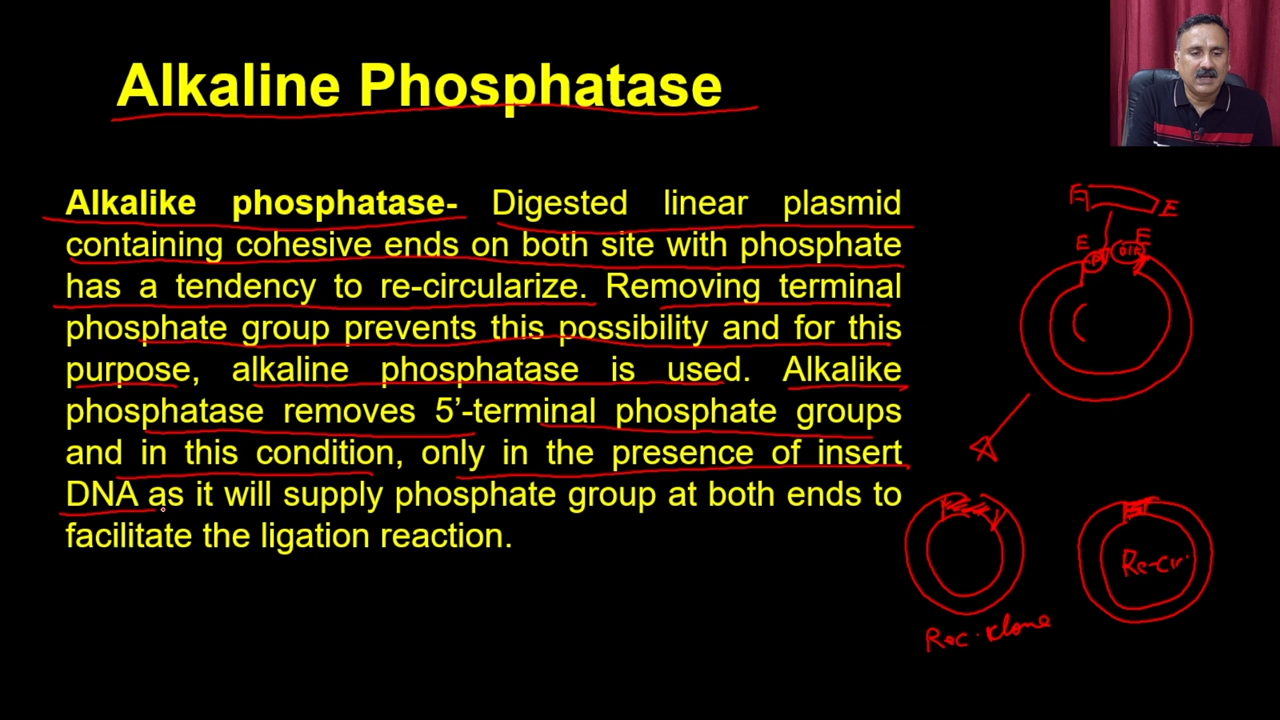 Alkaline Phosphatase
Alkalike phosphatase- Digested linear plasmid
containing cohesive ends on both site with phosphate
has a tendency to re-circularize. Removing terminal
phosphate group prevents this possibility and for this
purpose, alkaline phosphatase is used. Alkalike
phosphatase removes 5’-terminal phosphate groups
and in this condition, only in the presence of insert
DNA as it will supply phosphate group at both ends to
facilitate the ligation reaction.
E E
E E
Re-cir.
Rec. clone